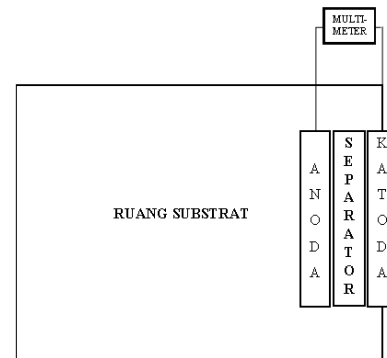 MULTI-
METER
RUANG SUBSTRAT
ANODA
SEPARATOR
KATODA